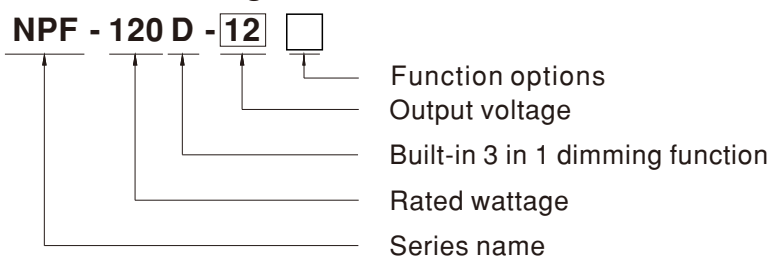 NPF - 120 D - 12 □
Function options
Output voltage
Built-in 3 in 1 dimming function
Rated wattage
Series name